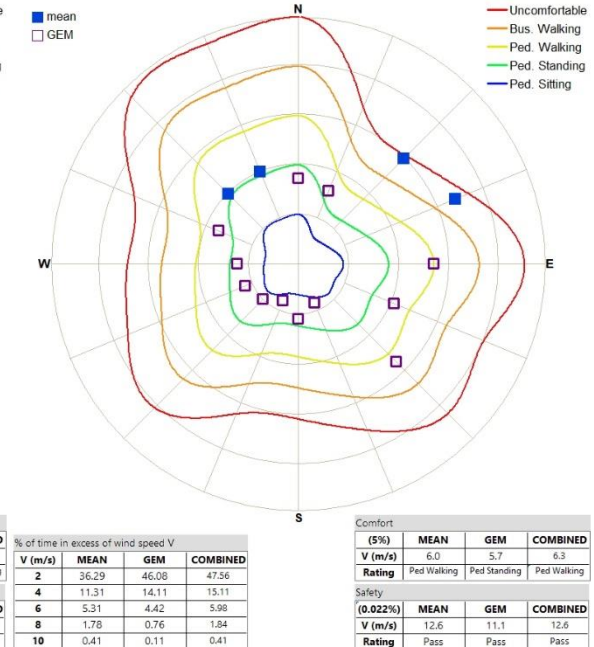 mean
GEM
N
Uncomfortable
Bus. Walking
Ped. Walking
Ped. Standing
Ped. Sitting
W
E
S
% of time in excess of wind speed V
V (m/s) MEAN GEM COMBINED
2 36.29 46.08 47.56
4 11.31 14.11 15.11
6 5.31 4.42 5.98
8 1.78 0.76 1.84
10 0.41 0.11 0.41
Comfort
(5%) MEAN GEM COMBINED
V (m/s) 6.0 5.7 6.3
Rating Ped Walking Ped Standing Ped Walking
Safety
(0.022%) MEAN GEM COMBINED
V (m/s) 12.6 11.1 12.6
Rating Pass Pass Pass